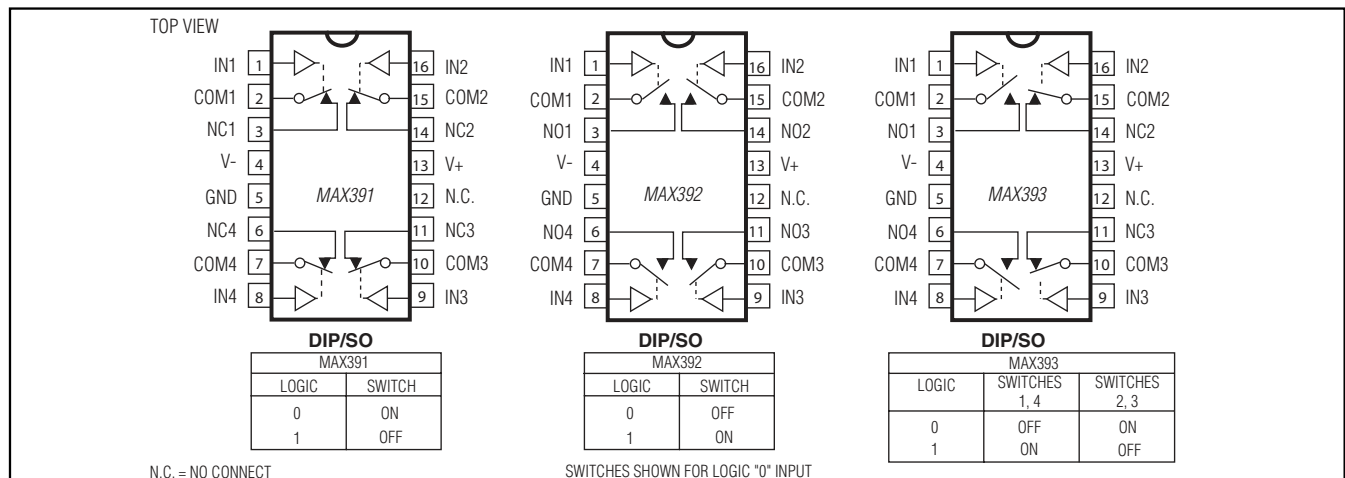 TOP VIEW
IN1 1 16 IN2
COM1 2 15 COM2
NC1 3 14 NC2
V- 4 13 V+
GND 5 MAX391 12 N.C.
NC4 6 11 NC3
COM4 7 10 COM3
IN4 8 9 IN3
DIP/SO
MAX391
LOGIC SWITCH
0 ON
1 OFF
N.C. = NO CONNECT
IN1 1 16 IN2
COM1 2 15 COM2
NO1 3 14 NO2
V- 4 13 V+
GND 5 MAX392 12 N.C.
NO4 6 11 NO3
COM4 7 10 COM3
IN4 8 9 IN3
DIP/SO
MAX392
LOGIC SWITCH
0 OFF
1 ON
SWITCHES SHOWN FOR LOGIC "0" INPUT
IN1 1 16 IN2
COM1 2 15 COM2
NO1 3 14 NC2
V- 4 13 V+
GND 5 MAX393 12 N.C.
NO4 6 11 NC3
COM4 7 10 COM3
IN4 8 9 IN3
DIP/SO
MAX393
LOGIC SWITCHES 1, 4 SWITCHES 2, 3
0 OFF ON
1 ON OFF